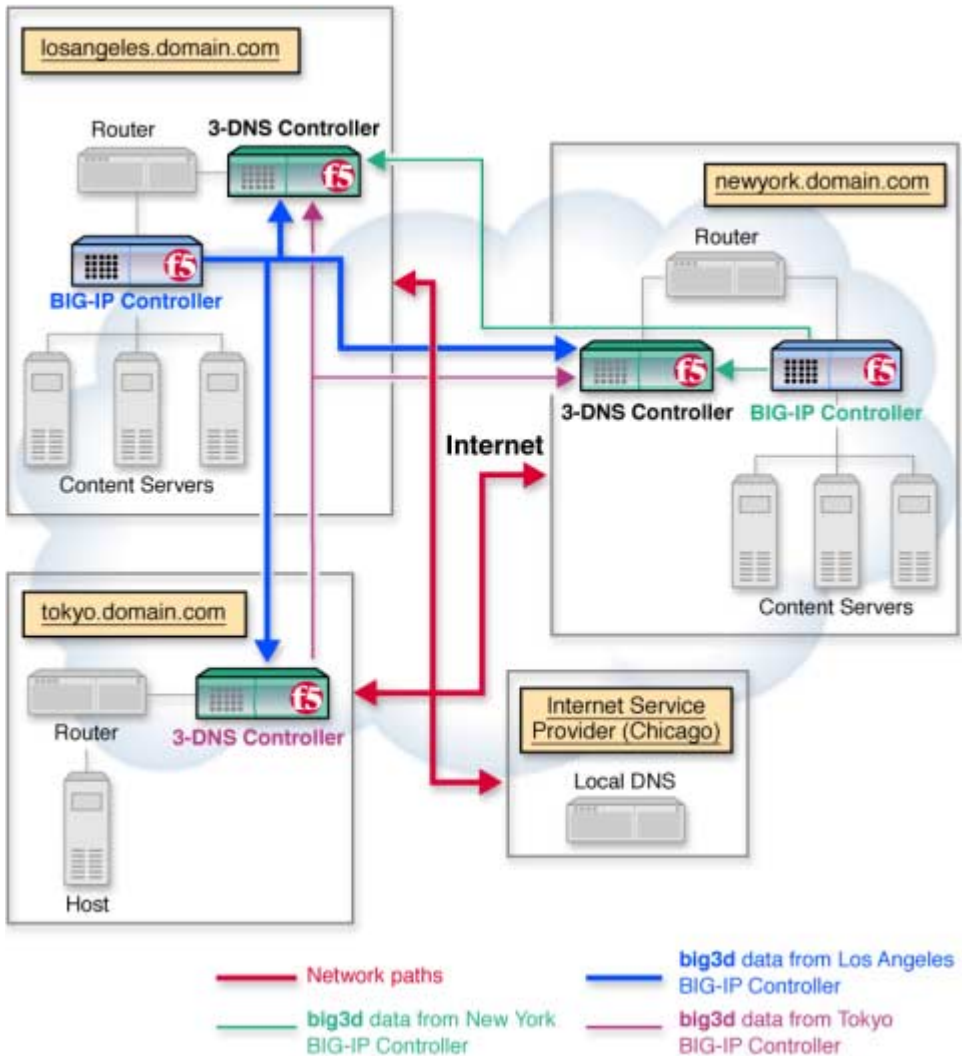 losangeles.domain.com
Router
3-DNS Controller
f5
f5
BIG-IP Controller
Content Servers
newyork.domain.com
Router
f5
f5
3-DNS Controller
BIG-IP Controller
Content Servers
Internet
tokyo.domain.com
f5
Router
3-DNS Controller
Host
Internet Service
Provider (Chicago)
Local DNS
Network paths
big3d data from New York
BIG-IP Controller
big3d data from Los Angeles
BIG-IP Controller
big3d data from Tokyo
BIG-IP Controller